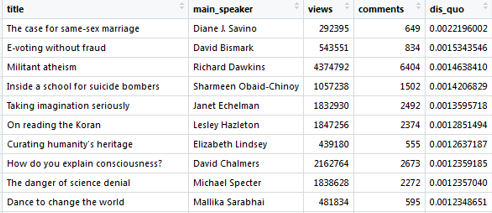 title main_speaker views comments dis_quo
The case for same-sex marriage Diane J. Savino 292395 649 0.0022196002
E-voting without fraud David Bismark 543551 834 0.0015343546
Militant atheism Richard Dawkins 4374792 6404 0.0014638410
Inside a school for suicide bombers Sharmeen Obaid-Chinoy 1057238 1502 0.0014206829
Taking imagination seriously Janet Echelman 1832930 2492 0.0013595718
On reading the Koran Lesley Hazleton 1847256 2374 0.0012851494
Curating humanity's heritage Elizabeth Lindsey 439180 555 0.0012637187
How do you explain consciousness? David Chalmers 2162764 2673 0.0012359185
The danger of science denial Michael Specter 1838628 2272 0.0012357040
Dance to change the world Mallika Sarabhai 481834 595 0.0012348651